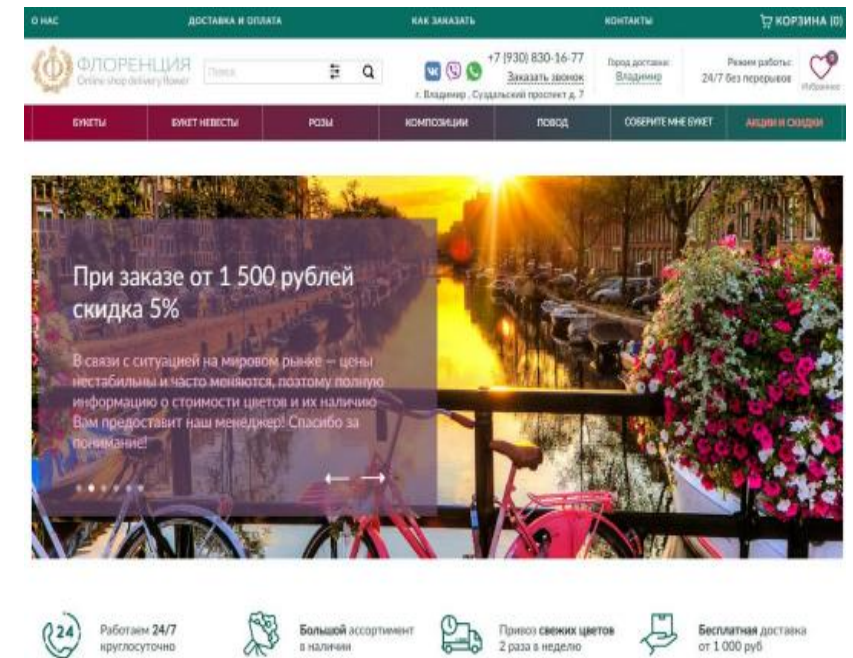 О НАС
ДОСТАВКА И ОПЛАТА
КАК ЗАКАЗАТЬ
КОНТАКТЫ
КОРЗИНА (0)
ФЛОРЕНЦИЯ
Online shop delivery flower
Поиск
+7 (930) 830-16-77
Заказать звонок
г. Владимир , Суздальский проспект д. 7
Город доставки:
Владимир
Режим работы:
24/7 без перерывов
0
Избранное
БУКЕТЫ
БУКЕТ НЕВЕСТЫ
РОЗЫ
КОМПОЗИЦИИ
ПОВОД
СОБЕРИТЕ МНЕ БУКЕТ
АКЦИИ И СКИДКИ
При заказе от 1 500 рублей
скидка 5%
В связи с ситуацией на мировом рынке — цены
нестабильны и часто меняются, поэтому полную
информацию о стоимости цветов и их наличию
Вам предоставит наш менеджер! Спасибо за
понимание!
24
Работаем 24/7
круглосуточно
Большой ассортимент
в наличии
Привоз свежих цветов
2 раза в неделю
Бесплатная доставка
от 1 000 руб